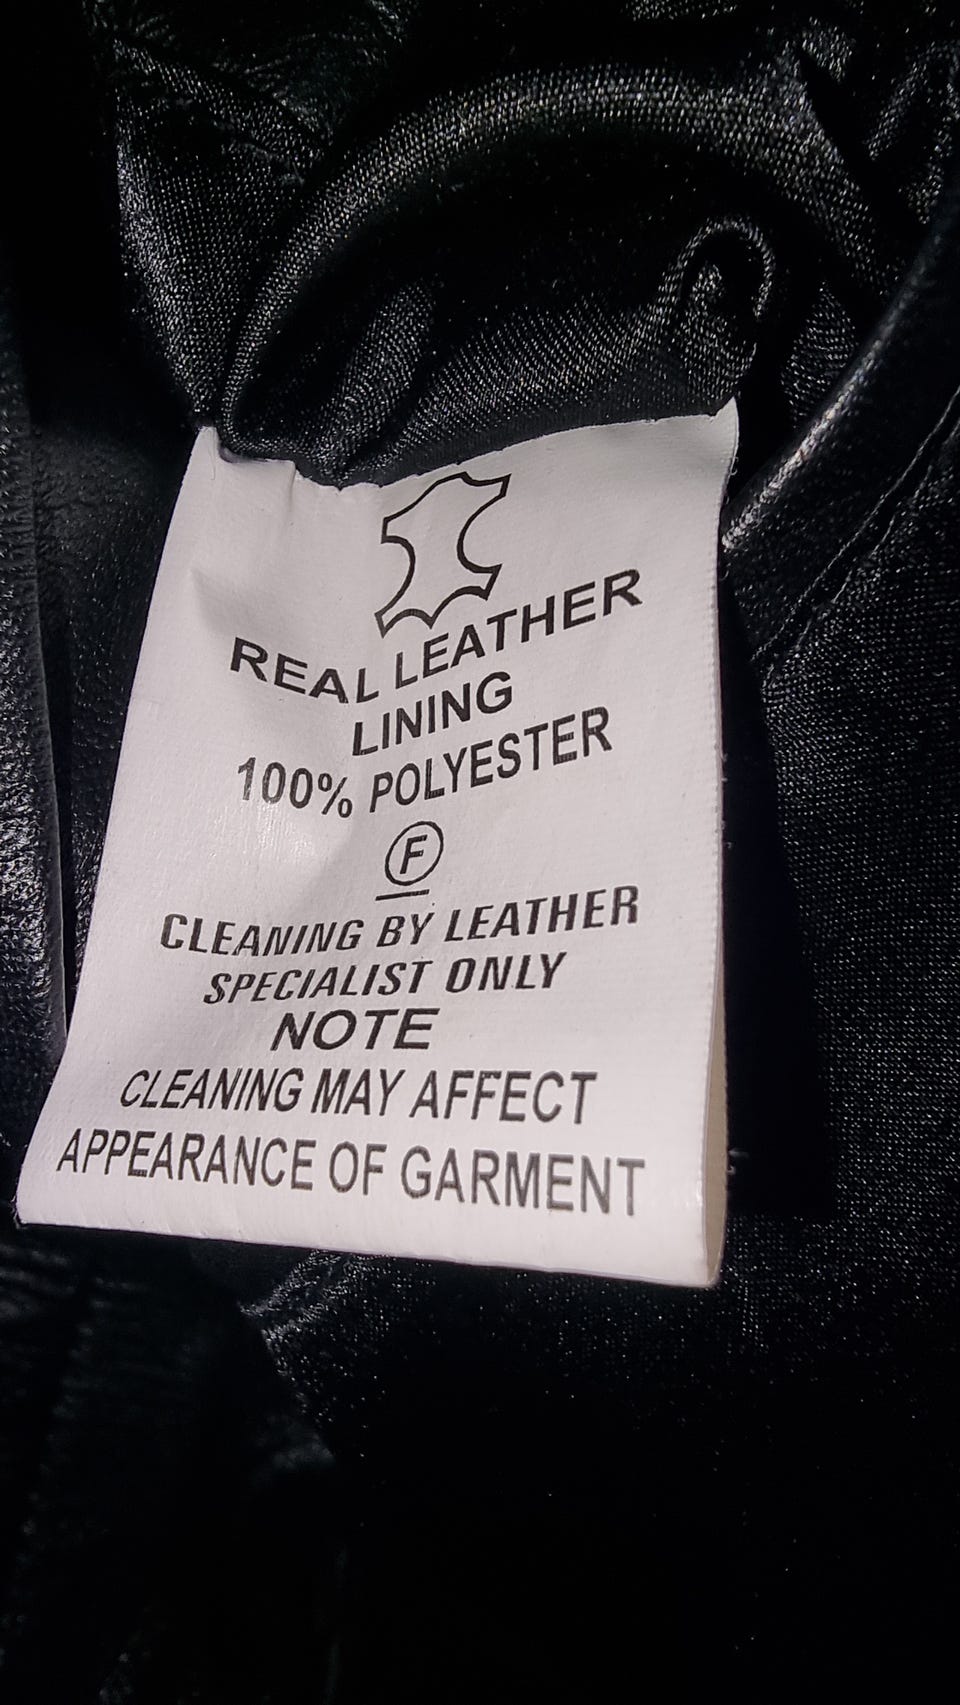 REAL LEATHER
LINING
100% POLYESTER
F
CLEANING BY LEATHER
SPECIALIST ONLY
NOTE
CLEANING MAY AFFECT
APPEARANCE OF GARMENT